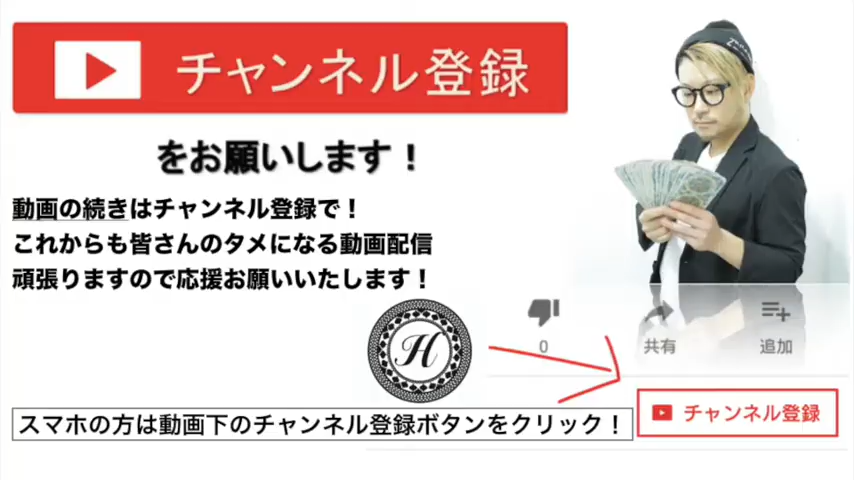 チャンネル登録
をお願いします！
動画の続きはチャンネル登録で！
これからも皆さんのタメになる動画配信
頑張りますので応援お願いいたします！
H
0
共有
追加
チャンネル登録
スマホの方は動画下のチャンネル登録ボタンをクリック！